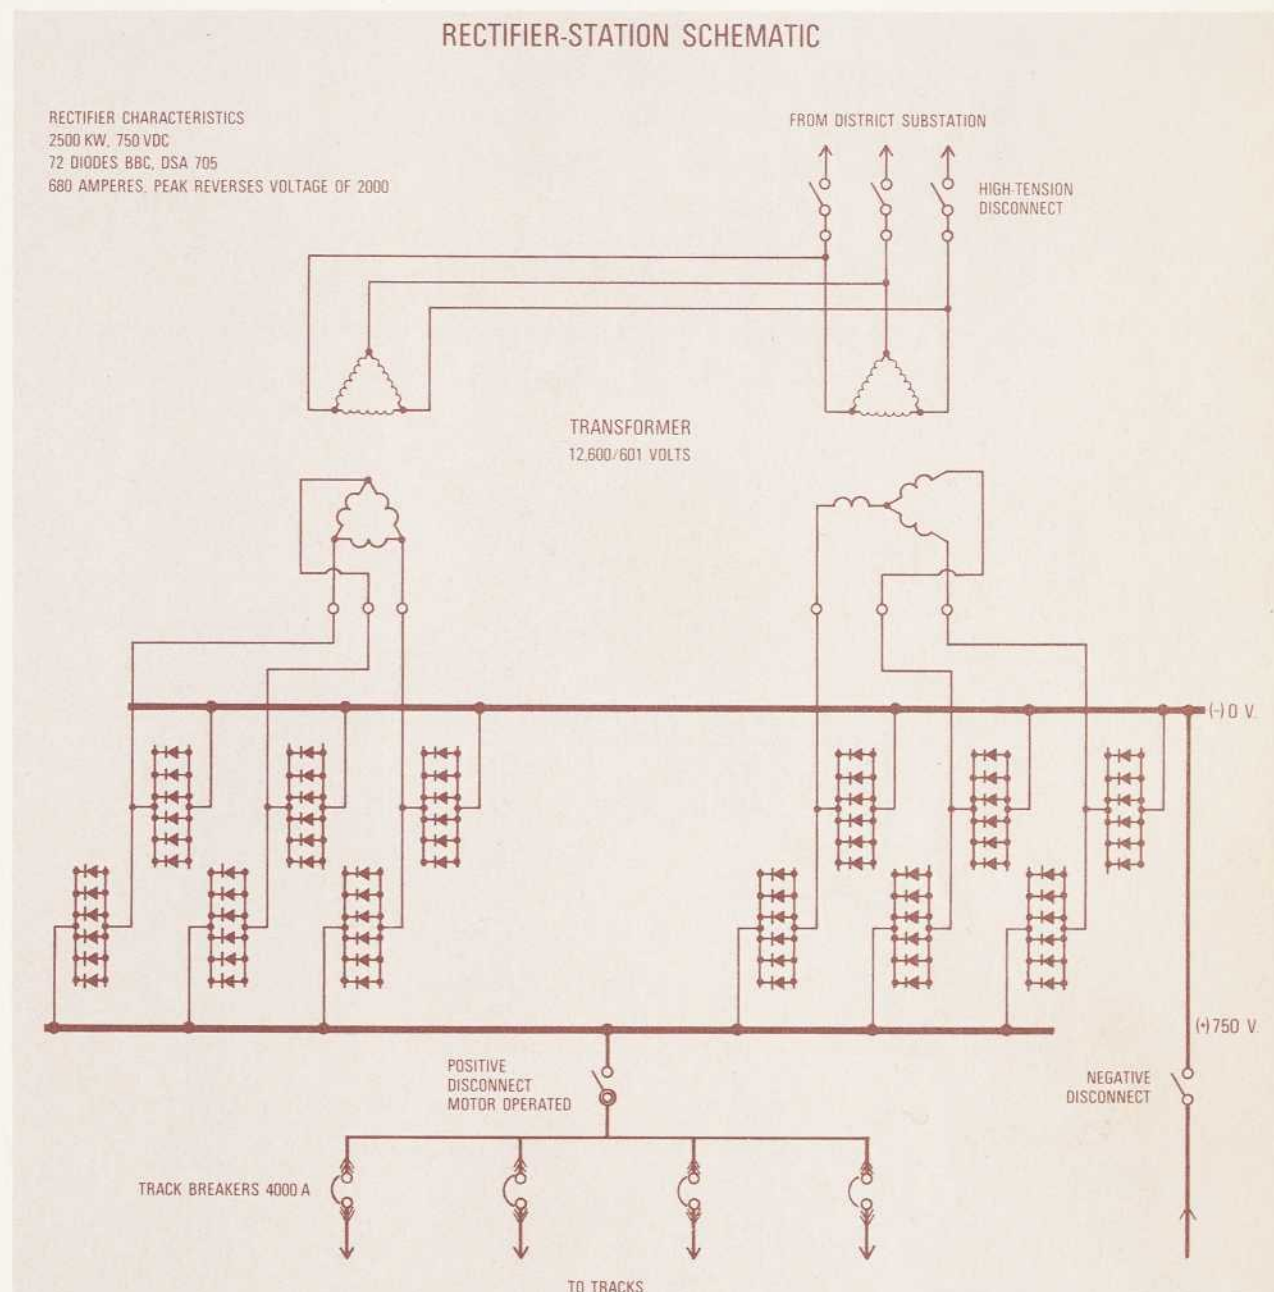 RECTIFIER-STATION SCHEMATIC
RECTIFIER CHARACTERISTICS
2500 KW, 750 VDC
72 DIODES BBC, DSA 705
680 AMPERES. PEAK REVERSES VOLTAGE OF 2000
FROM DISTRICT SUBSTATION
HIGH-TENSION
DISCONNECT
TRANSFORMER
12,600/601 VOLTS
(-) 0 V.
(+) 750 V.
POSITIVE
DISCONNECT
MOTOR OPERATED
NEGATIVE
DISCONNECT
TRACK BREAKERS 4000 A
TO TRACKS